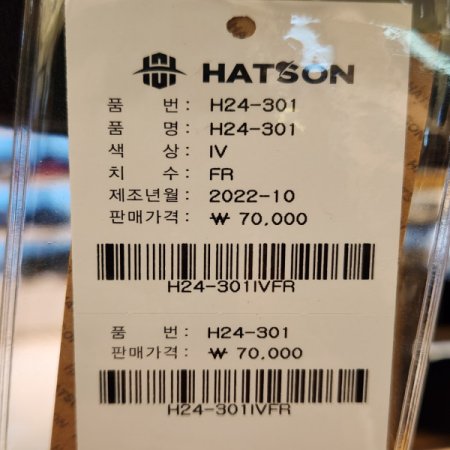 HATSON
품 번 : H24-301
품 명 : H24-301
색 상 : IV
치 수 : FR
제조년월 : 2022-10
판매가격 : ₩ 70,000
H24-301IVFR
품 번 : H24-301
판매가격 : ₩ 70,000
H24-301IVFR